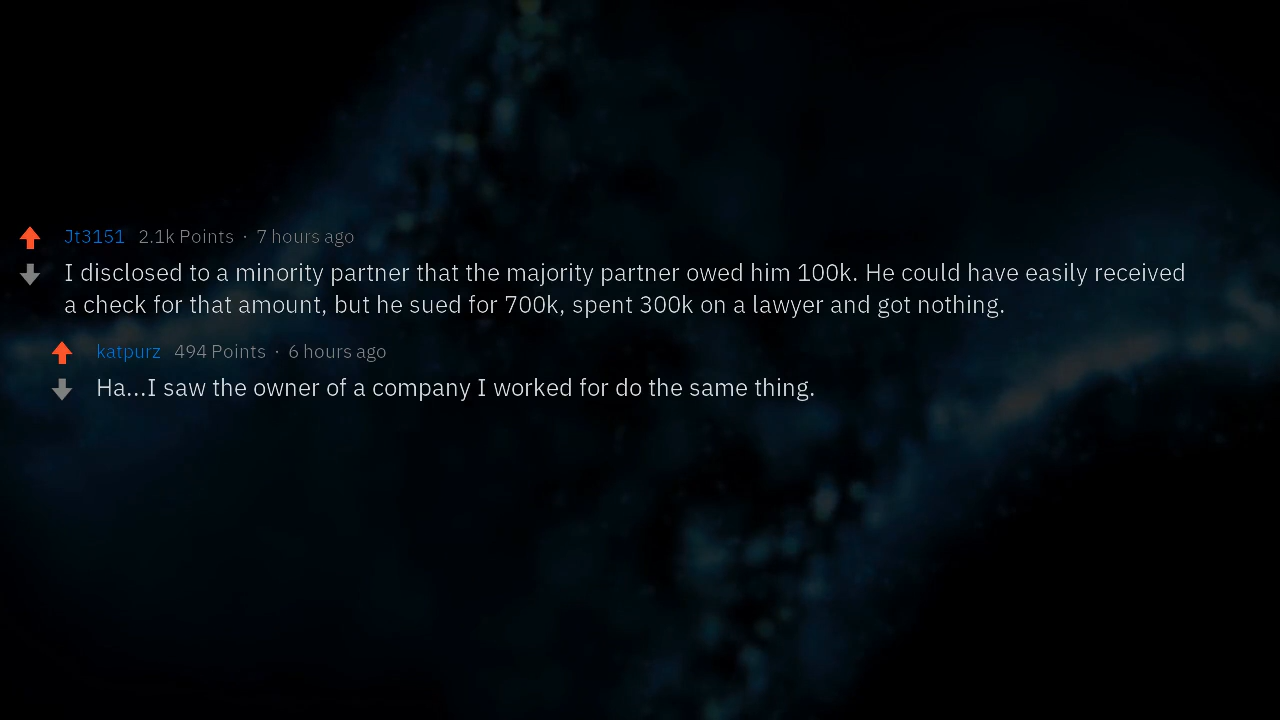 Jt3151 2.1k Points · 7 hours ago
I disclosed to a minority partner that the majority partner owed him 100k. He could have easily received
a check for that amount, but he sued for 700k, spent 300k on a lawyer and got nothing.
katpurz 494 Points · 6 hours ago
Ha...I saw the owner of a company I worked for do the same thing.